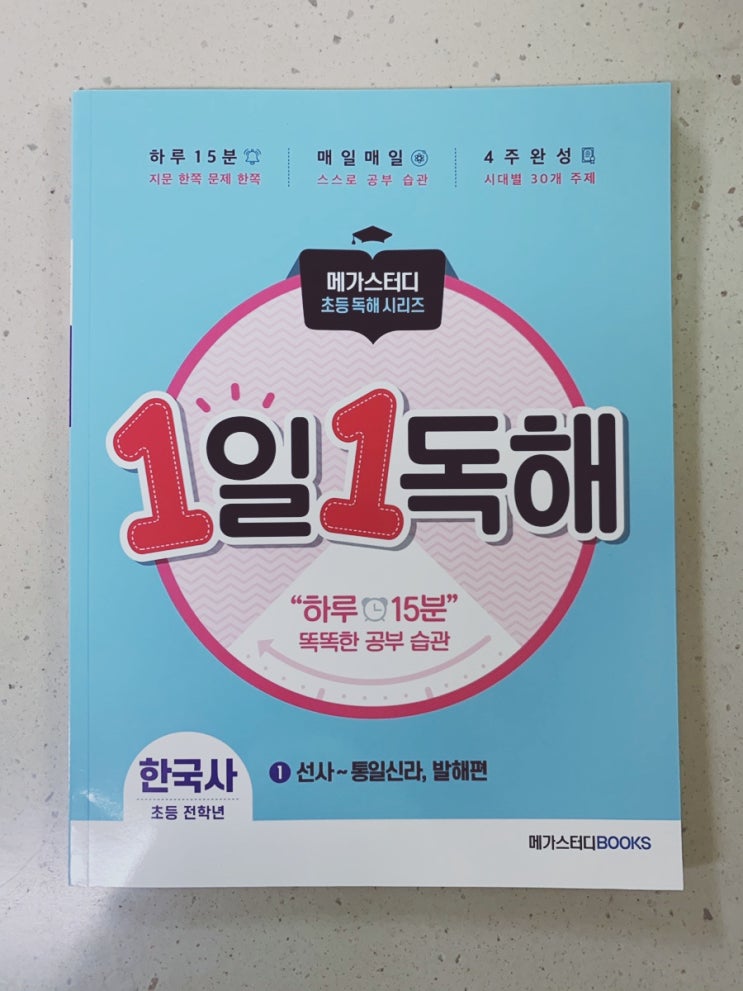 하루15분
지문 한쪽 문제 한쪽
매일매일
스스로 공부 습관
4주완성
시대별 30개 주제
메가스터디
초등 독해 시리즈
1일1독해
"하루 15분"
똑똑한 공부 습관
한국사
초등 전학년
1 선사~통일신라, 발해편
메가스터디BOOKS